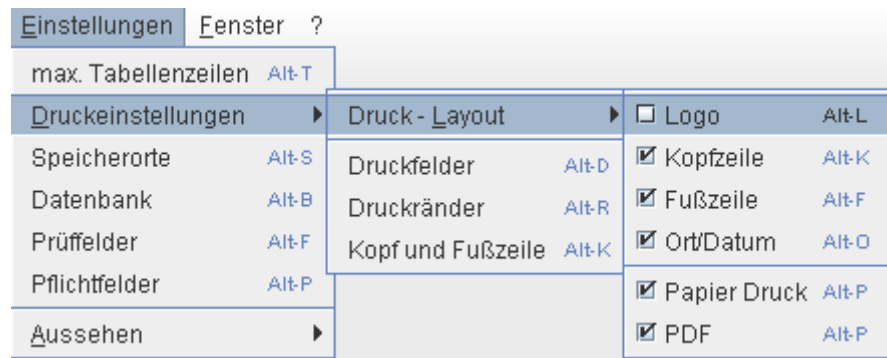 Einstellungen Fenster ?
max. Tabellenzeilen Alt-T
Druckeinstellungen Druck - Layout Logo Alt-L
Speicherorte Alt-S Druckfelder Alt-D Kopfzeile Alt-K
Datenbank Alt-B Druckränder Alt-R Fußzeile Alt-F
Prüffelder Alt-F Kopf und Fußzeile Alt-K Ort/Datum Alt-O
Pflichtfelder Alt-P Papier Druck Alt-P
Aussehen PDF Alt-P